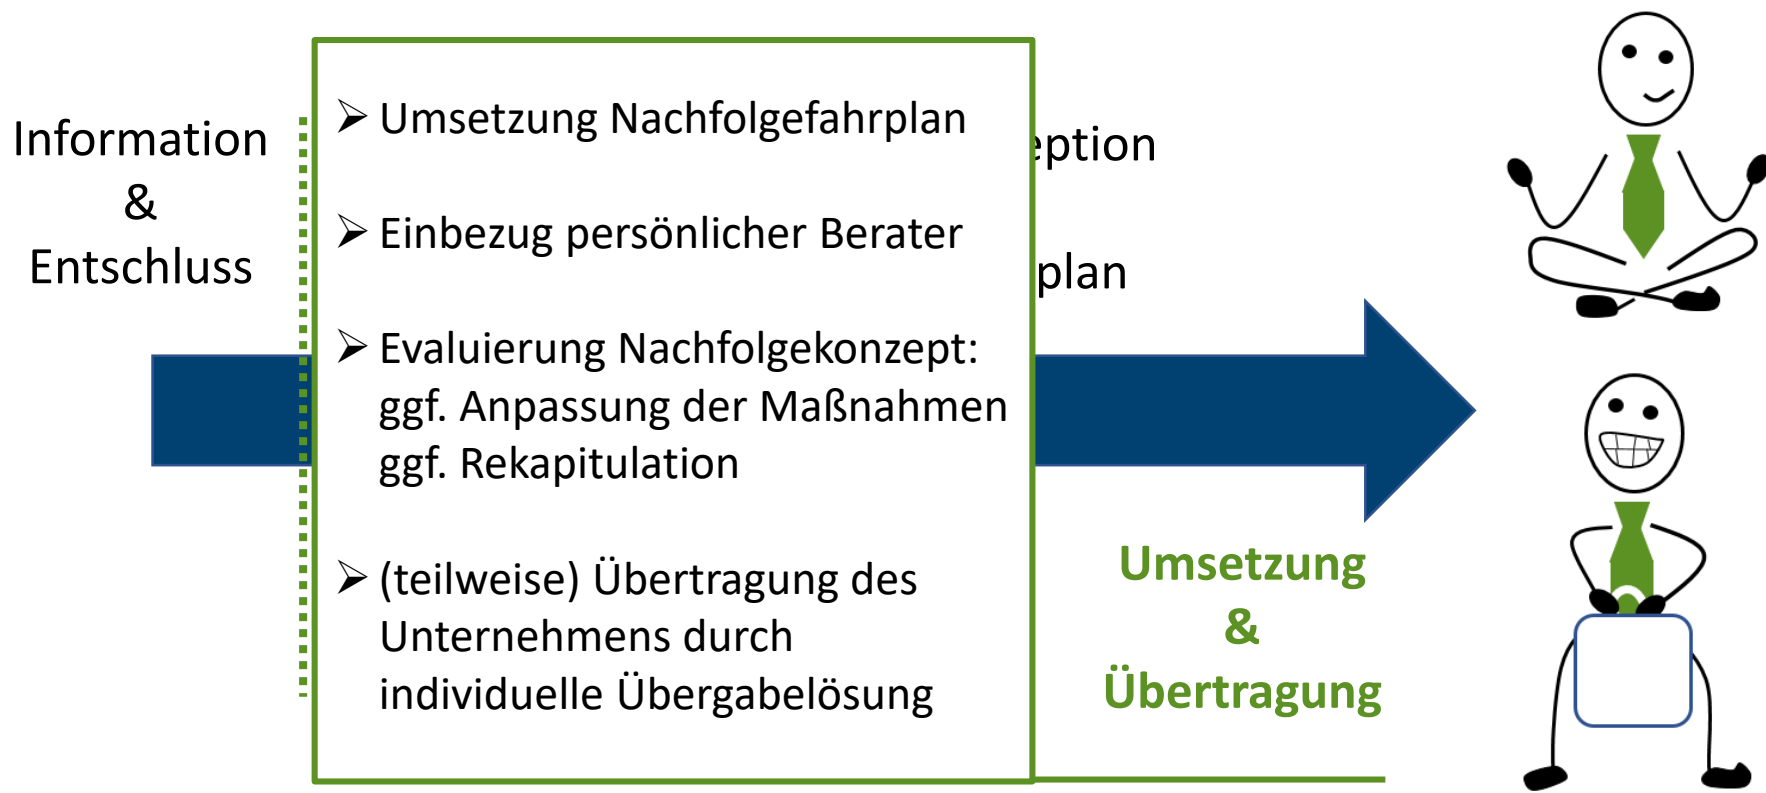 Information
&
Entschluss
➢ Umsetzung Nachfolgefahrplan
➢ Einbezug persönlicher Berater
➢ Evaluierung Nachfolgekonzept:
ggf. Anpassung der Maßnahmen
ggf. Rekapitulation
➢ (teilweise) Übertragung des
Unternehmens durch
individuelle Übergabelösung
eption
plan
Umsetzung
&
Übertragung